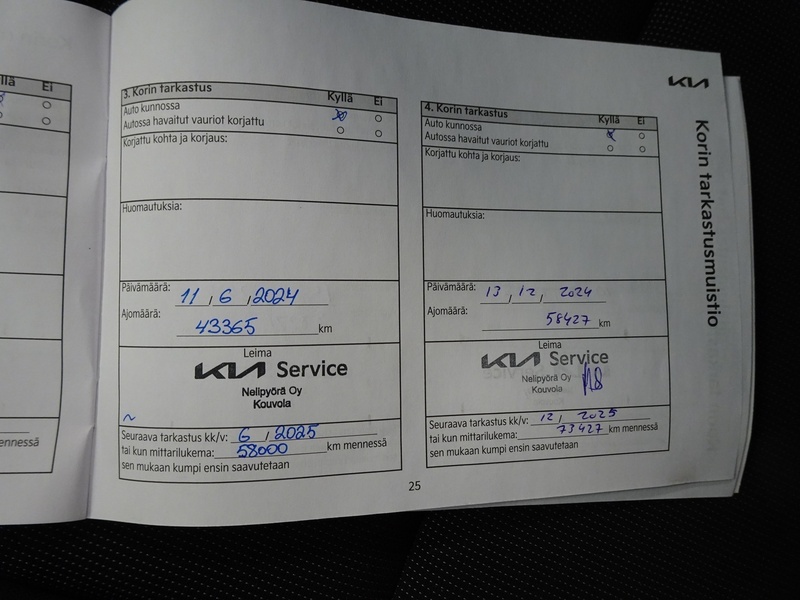 llä Ei
mennessä
3. Korin tarkastus Kyllä Ei
Auto kunnossa
Autossa havaitut vauriot korjattu
Korjattu kohta ja korjaus:
Huomautuksia:
Päivämäärä: 11, 6, 2024
Ajomäärä: 43365 km
Leima
KIA Service
Nelipyörä Oy
Kouvola
Seuraava tarkastus kk/v: 6, 2025
tai kun mittarilukema: 58000 km mennessä
sen mukaan kumpi ensin saavutetaan
4. Korin tarkastus Kyllä Ei
Auto kunnossa
Autossa havaitut vauriot korjattu
Korjattu kohta ja korjaus:
Huomautuksia:
Päivämäärä: 13, 12, 2024
Ajomäärä: 58427 km
Leima
KIA Service
Nelipyörä Oy
Kouvola
Seuraava tarkastus kk/v: 12, 2025
tai kun mittarilukema: 73427 km mennessä
sen mukaan kumpi ensin saavutetaan
25
KIA
Korin tarkastusmuistio